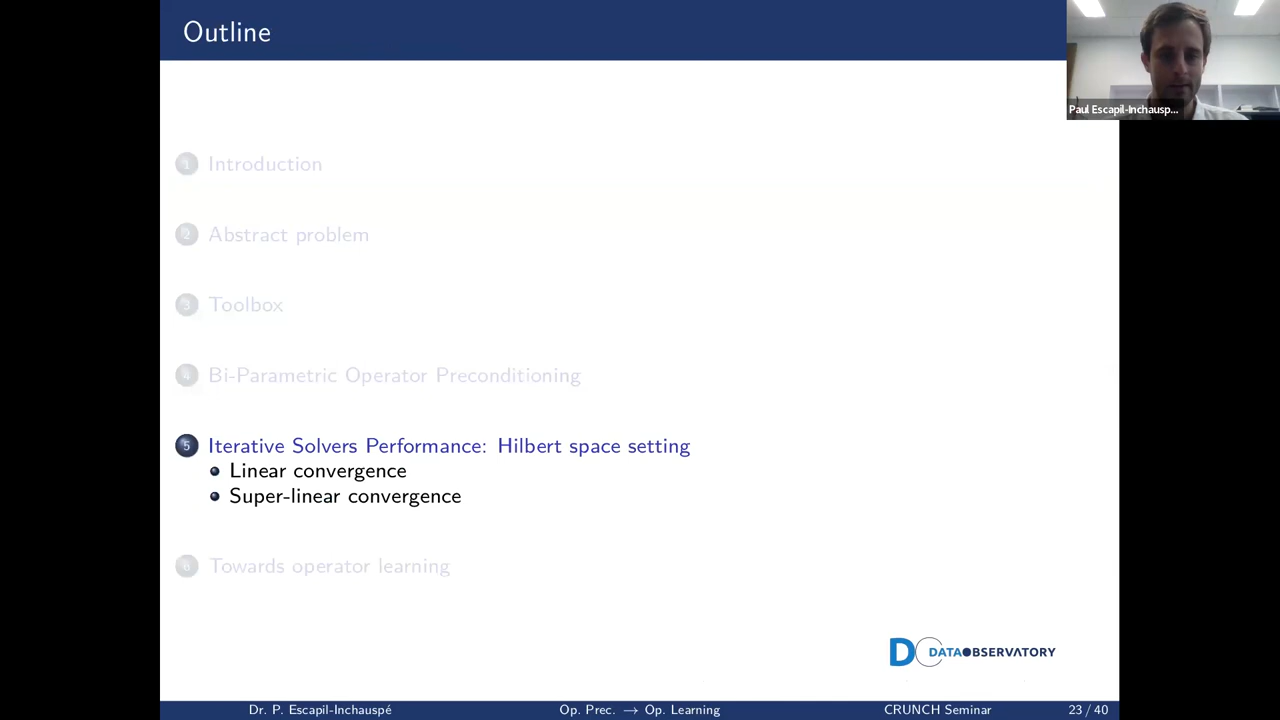 Outline
Paul Escapil-Inchausp...
1 Introduction
2 Abstract problem
3 Toolbox
4 Bi-Parametric Operator Preconditioning
5 Iterative Solvers Performance: Hilbert space setting
Linear convergence
Super-linear convergence
6 Towards operator learning
DO DATAOBSERVATORY
Dr. P. Escapil-Inchauspé Op. Prec. → Op. Learning CRUNCH Seminar 23 / 40